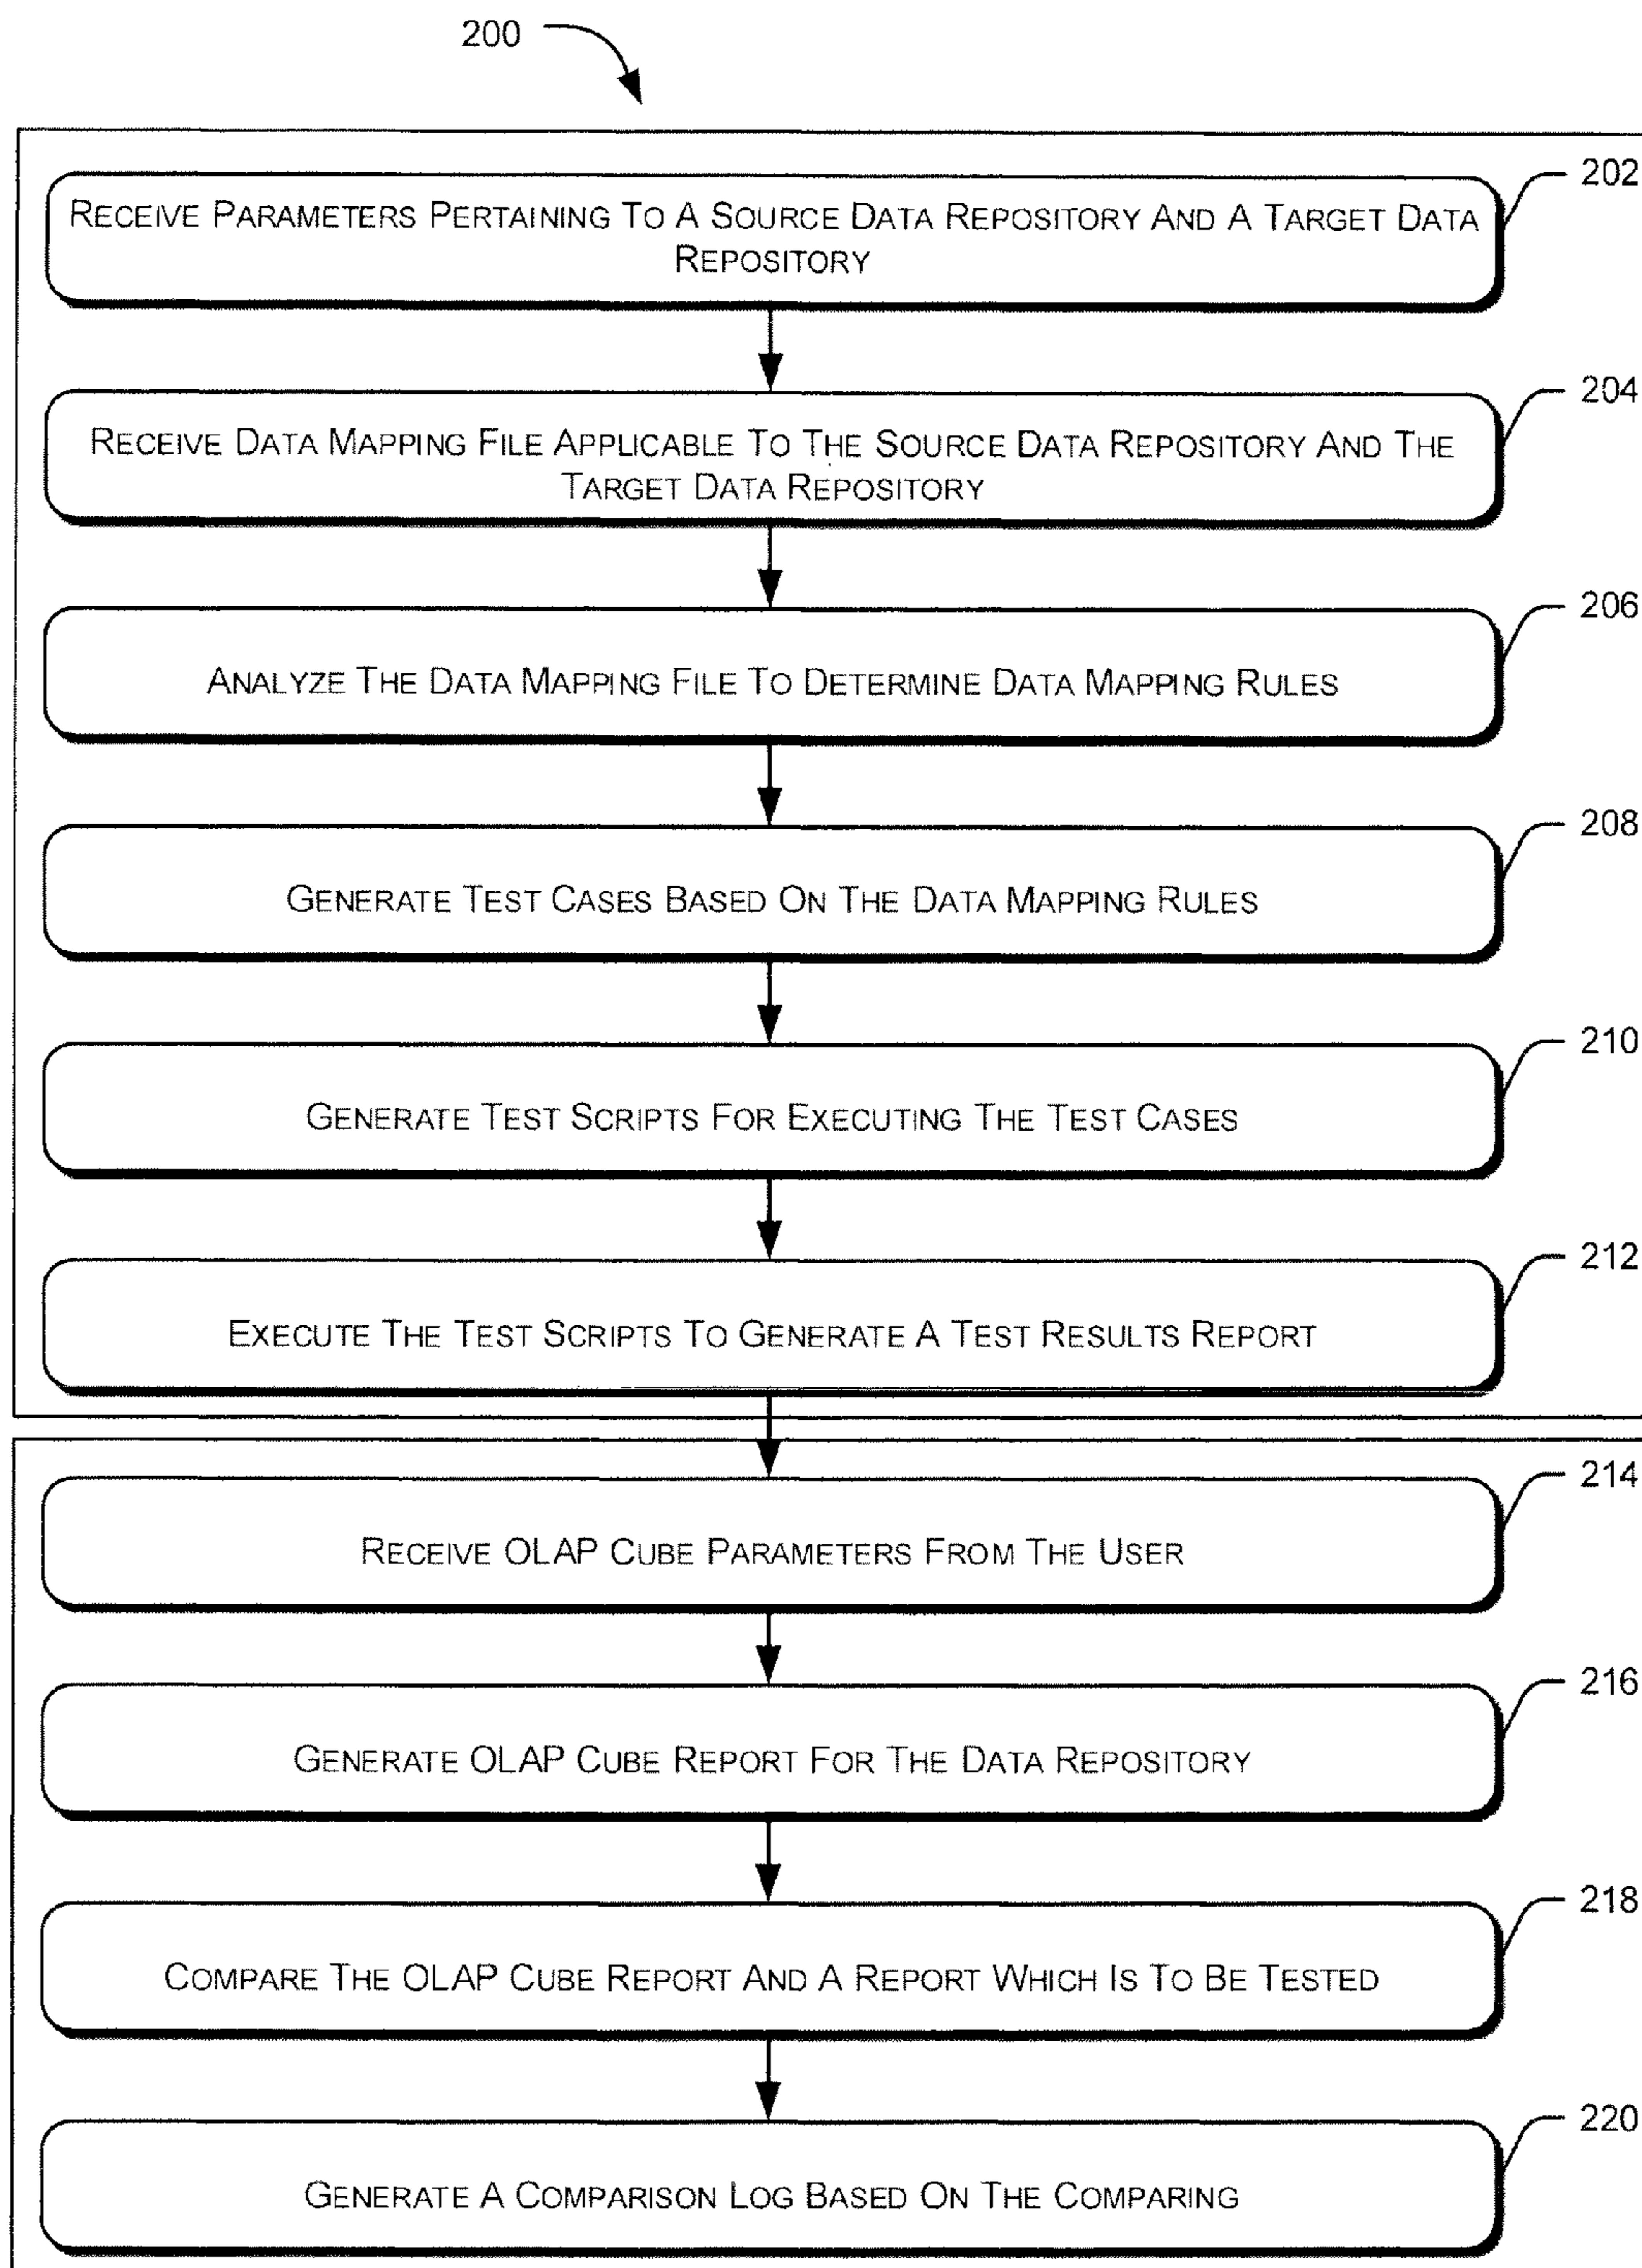 200
202
RECEIVE PARAMETERS PERTAINING TO A SOURCE DATA REPOSITORY AND A TARGET DATA
REPOSITORY
204
RECEIVE DATA MAPPING FILE APPLICABLE TO THE SOURCE DATA REPOSITORY AND THE
TARGET DATA REPOSITORY
206
ANALYZE THE DATA MAPPING FILE TO DETERMINE DATA MAPPING RULES
208
GENERATE TEST CASES BASED ON THE DATA MAPPING RULES
210
GENERATE TEST SCRIPTS FOR EXECUTING THE TEST CASES
212
EXECUTE THE TEST SCRIPTS TO GENERATE A TEST RESULTS REPORT
214
RECEIVE OLAP CUBE PARAMETERS FROM THE USER
216
GENERATE OLAP CUBE REPORT FOR THE DATA REPOSITORY
218
COMPARE THE OLAP CUBE REPORT AND A REPORT WHICH IS TO BE TESTED
220
GENERATE A COMPARISON LOG BASED ON THE COMPARING